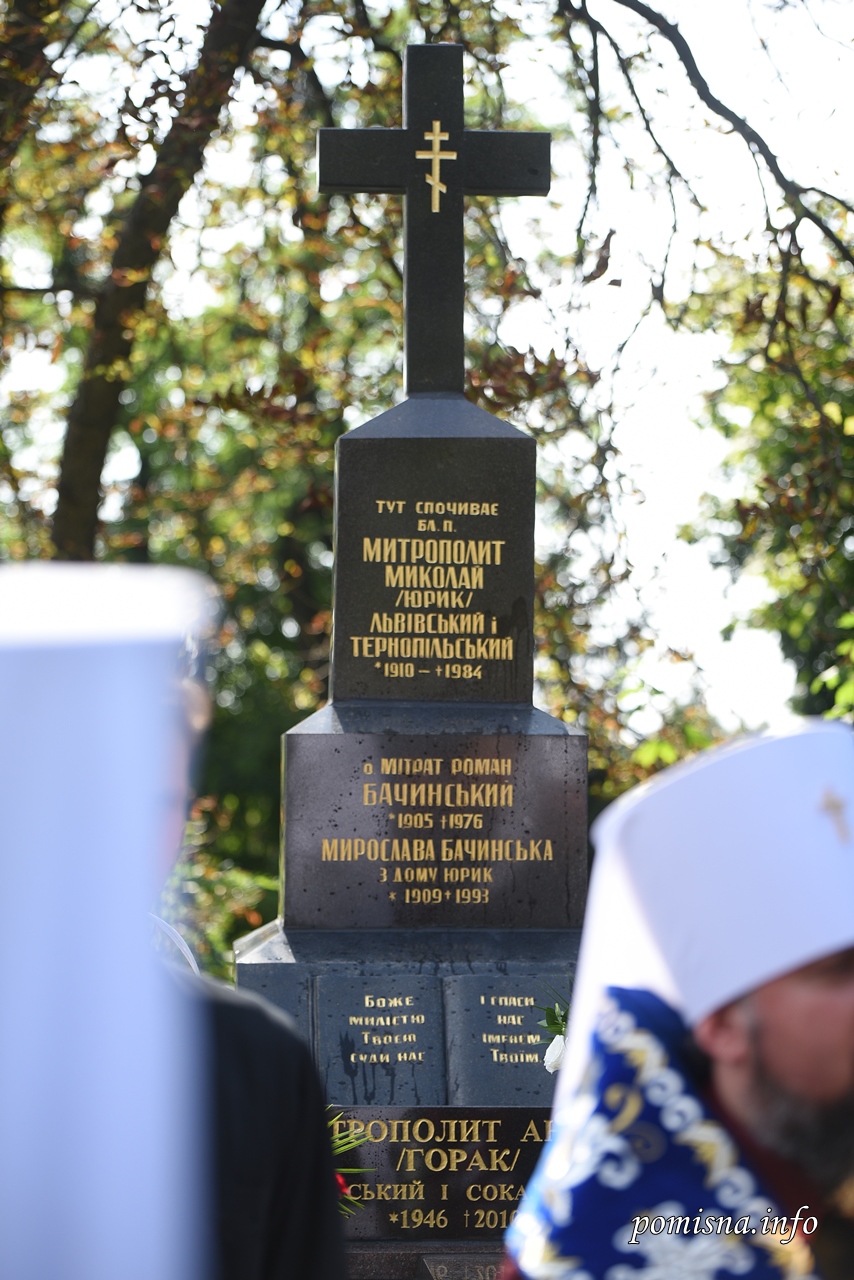 ТУТ СПОЧИВАЄ
БЛ. П.
МИТРОПОЛИТ
МИКОЛАЙ
/ЮРИК/
ЛЬВІВСЬКИЙ і
ТЕРНОПІЛЬСЬКИЙ
*1910 – †1984
о МІТРАТ РОМАН
БАЧИНСЬКИЙ
*1905 †1976
МИРОСЛАВА БАЧИНСЬКА
З ДОМУ ЮРИК
* 1909 † 1993
Боже
милістю
Твоєю
суди нас
і спаси
нас
імενεм
Твоїм
/ГОРАК/
І
*1946
pomisna.info